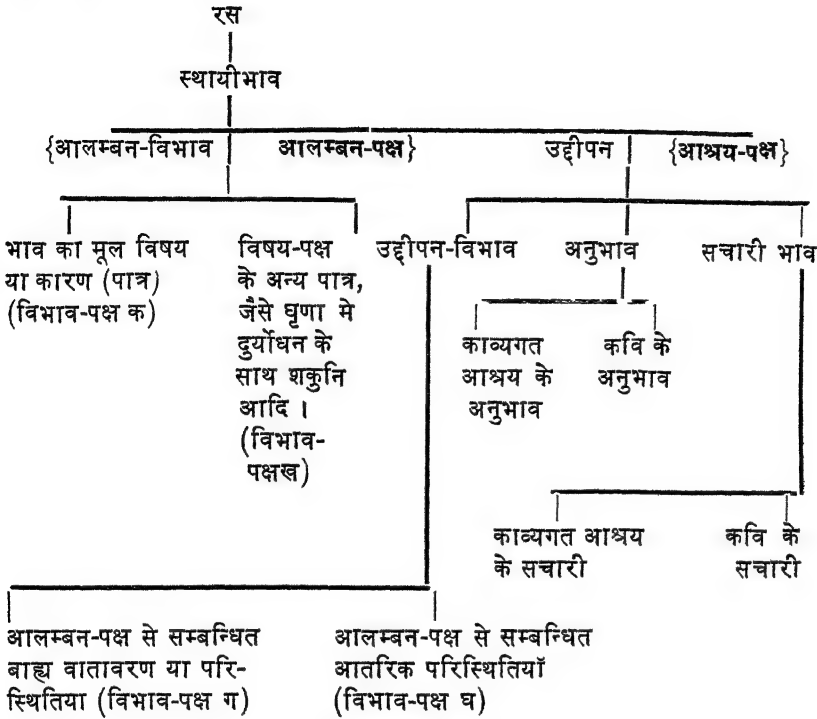 रस
स्थायीभाव
{आलम्बन-विभाव आलम्बन-पक्ष} उद्दीपन {आश्रय-पक्ष}
भाव का मूल विषय
या कारण (पात्र)
(विभाव-पक्ष क)
विषय-पक्ष
के अन्य पात्र,
जैसे घृणा मे
दुर्योधन के
साथ शकुनि
आदि ।
(विभाव-
पक्षख)
उद्दीपन-विभाव
अनुभाव
सचारी भाव
काव्यगत
आश्रय के
अनुभाव
कवि के
अनुभाव
काव्यगत आश्रय
के सचारी
कवि के
सचारी
आलम्बन-पक्ष से सम्बन्धित
बाह्य वातावरण या परि-
स्थितिया (विभाव-पक्ष ग)
आलम्बन-पक्ष से सम्बन्धित
आतरिक परिस्थितियाँ
(विभाव-पक्ष घ)